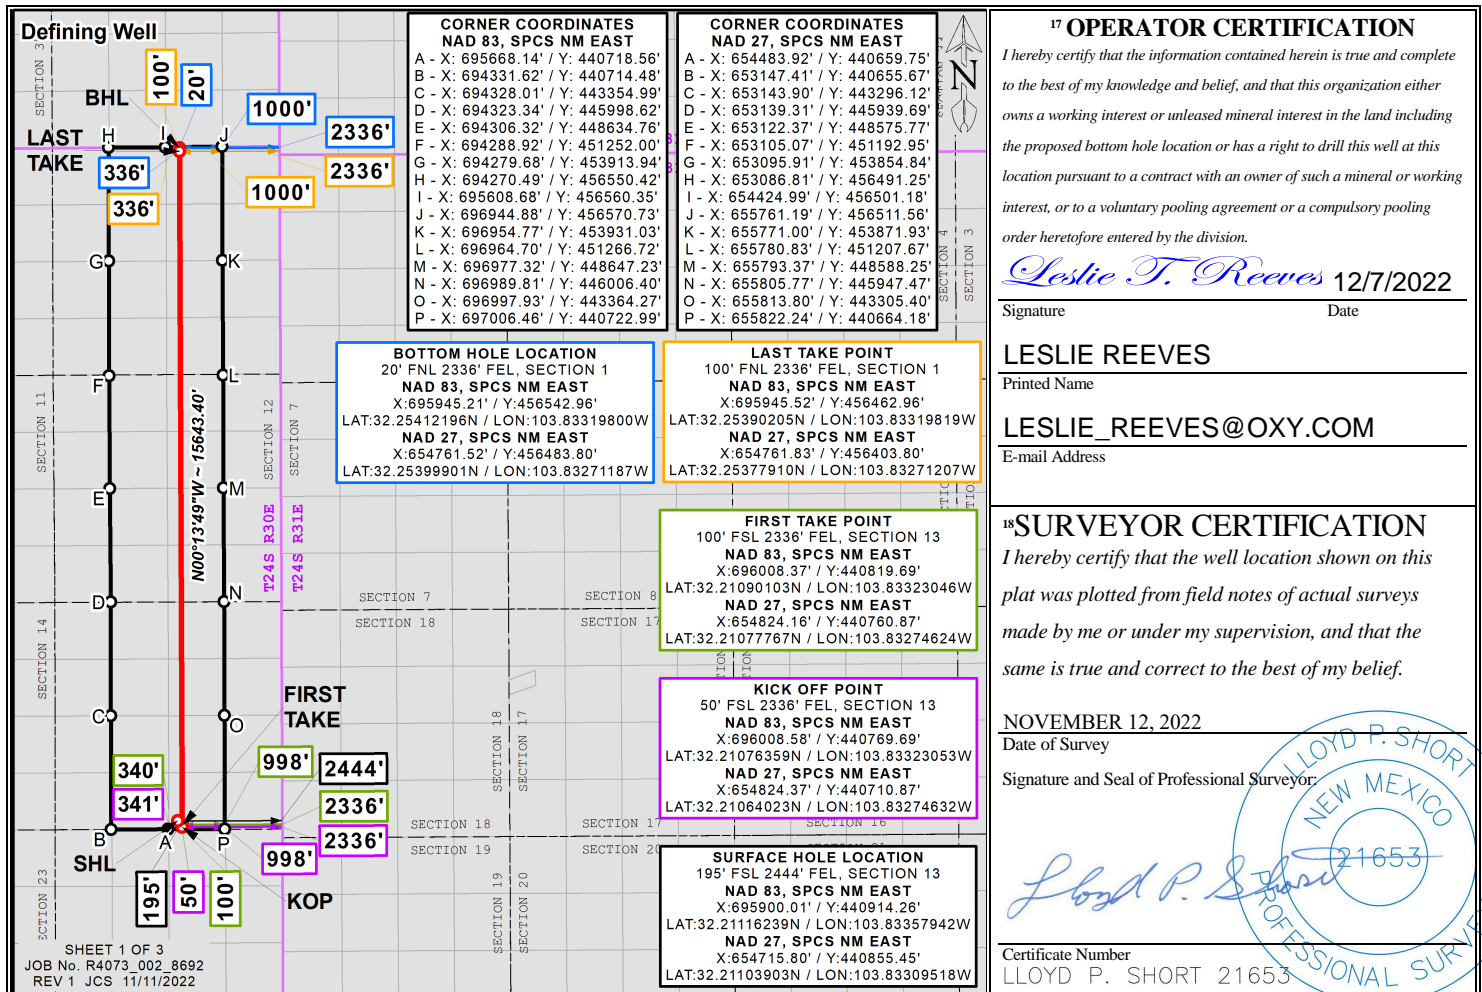 Defining Well
SECTION 3
100'
20'
BHL
1000'
2336'
LAST
TAKE
H
I
J
336'
336'
1000'
2336'
G
K
F
L
SECTION 11
SECTION 12
SECTION 7
N00°13'49"W ~ 15643.40'
E
M
T24S R30E
T24S R31E
D
N
SECTION 14
SECTION 7
SECTION 18
SECTION 8
SECTION 17
FIRST
TAKE
C
O
SECTION 18
SECTION 17
340'
998'
2444'
341'
2336'
2336'
998'
B
A
P
SHL
KOP
195'
50'
100'
SECTION 18
SECTION 19
SECTION 17
SECTION 20
SECTION 16
SECTION 19
SECTION 20
SECTION 23
SECTION 4
SECTION 3
N
SHEET 1 OF 3
JOB No. R4073_002_8692
REV 1 JCS 11/11/2022
CORNER COORDINATES
NAD 83, SPCS NM EAST
A - X: 695668.14' / Y: 440718.56'
B - X: 694331.62' / Y: 440714.48'
C - X: 694328.01' / Y: 443354.99'
D - X: 694323.34' / Y: 445998.62'
E - X: 694306.32' / Y: 448634.76'
F - X: 694288.92' / Y: 451252.00'
G - X: 694279.68' / Y: 453913.94'
H - X: 694270.49' / Y: 456550.42'
I - X: 695608.68' / Y: 456560.35'
J - X: 696944.88' / Y: 456570.73'
K - X: 696954.77' / Y: 453931.03'
L - X: 696964.70' / Y: 451266.72'
M - X: 696977.32' / Y: 448647.23'
N - X: 696989.81' / Y: 446006.40'
O - X: 696997.93' / Y: 443364.27'
P - X: 697006.46' / Y: 440722.99'
CORNER COORDINATES
NAD 27, SPCS NM EAST
A - X: 654483.92' / Y: 440659.75'
B - X: 653147.41' / Y: 440655.67'
C - X: 653143.90' / Y: 443296.12'
D - X: 653139.31' / Y: 445939.69'
E - X: 653122.37' / Y: 448575.77'
F - X: 653105.07' / Y: 451192.95'
G - X: 653095.91' / Y: 453854.84'
H - X: 653086.81' / Y: 456491.25'
I - X: 654424.99' / Y: 456501.18'
J - X: 655761.19' / Y: 456511.56'
K - X: 655771.00' / Y: 453871.93'
L - X: 655780.83' / Y: 451207.67'
M - X: 655793.37' / Y: 448588.25'
N - X: 655805.77' / Y: 445947.47'
O - X: 655813.80' / Y: 443305.40'
P - X: 655822.24' / Y: 440664.18'
BOTTOM HOLE LOCATION
20' FNL 2336' FEL, SECTION 1
NAD 83, SPCS NM EAST
X:695945.21' / Y:456542.96'
LAT:32.25412196N / LON:103.83319800W
NAD 27, SPCS NM EAST
X:654761.52' / Y:456483.80'
LAT:32.25399901N / LON:103.83271187W
LAST TAKE POINT
100' FNL 2336' FEL, SECTION 1
NAD 83, SPCS NM EAST
X:695945.52' / Y:456462.96'
LAT:32.25390205N / LON:103.83319819W
NAD 27, SPCS NM EAST
X:654761.83' / Y:456403.80'
LAT:32.25377910N / LON:103.83271207W
FIRST TAKE POINT
100' FSL 2336' FEL, SECTION 13
NAD 83, SPCS NM EAST
X:696008.37' / Y:440819.69'
LAT:32.21090103N / LON:103.83323046W
NAD 27, SPCS NM EAST
X:654824.16' / Y:440760.87'
LAT:32.21077767N / LON:103.83274624W
KICK OFF POINT
50' FSL 2336' FEL, SECTION 13
NAD 83, SPCS NM EAST
X:696008.58' / Y:440769.69'
LAT:32.21076359N / LON:103.83323053W
NAD 27, SPCS NM EAST
X:654824.37' / Y:440710.87'
LAT:32.21064023N / LON:103.83274632W
SURFACE HOLE LOCATION
195' FSL 2444' FEL, SECTION 13
NAD 83, SPCS NM EAST
X:695900.01' / Y:440914.26'
LAT:32.21116239N / LON:103.83357942W
NAD 27, SPCS NM EAST
X:654715.80' / Y:440855.45'
LAT:32.21103903N / LON:103.83309518W
17 OPERATOR CERTIFICATION
I hereby certify that the information contained herein is true and complete
to the best of my knowledge and belief, and that this organization either
owns a working interest or unleased mineral interest in the land including
the proposed bottom hole location or has a right to drill this well at this
location pursuant to a contract with an owner of such a mineral or working
interest, or to a voluntary pooling agreement or a compulsory pooling
order heretofore entered by the division.
Leslie T. Reeves 12/7/2022
Signature Date
LESLIE REEVES
Printed Name
LESLIE_REEVES@OXY.COM
E-mail Address
18SURVEYOR CERTIFICATION
I hereby certify that the well location shown on this
plat was plotted from field notes of actual surveys
made by me or under my supervision, and that the
same is true and correct to the best of my belief.
NOVEMBER 12, 2022
Date of Survey
Signature and Seal of Professional Surveyor:
LLOYD P. SHORT
NEW MEXICO
21653
PROFESSIONAL SURVE
Lloyd P. Short
Certificate Number
LLOYD P. SHORT 21653